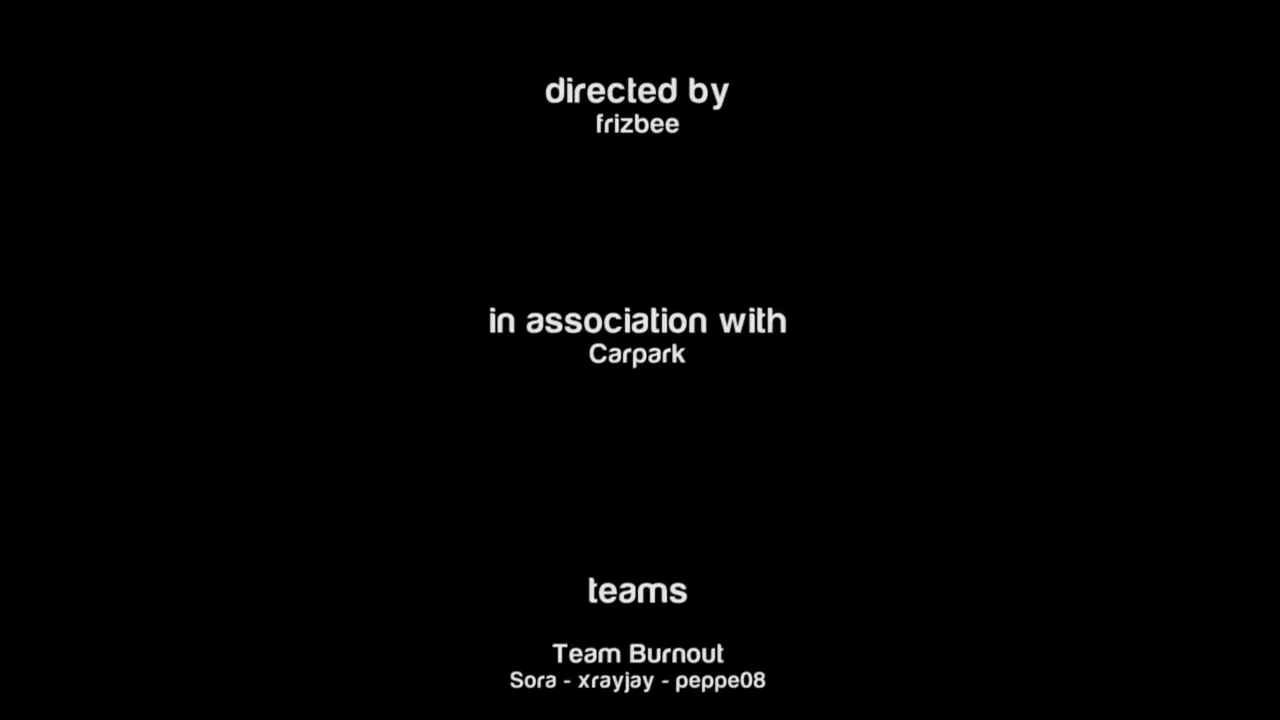 directed by
frizbee
in association with
Carpark
teams
Team Burnout
Sora - xrayjay - peppe08